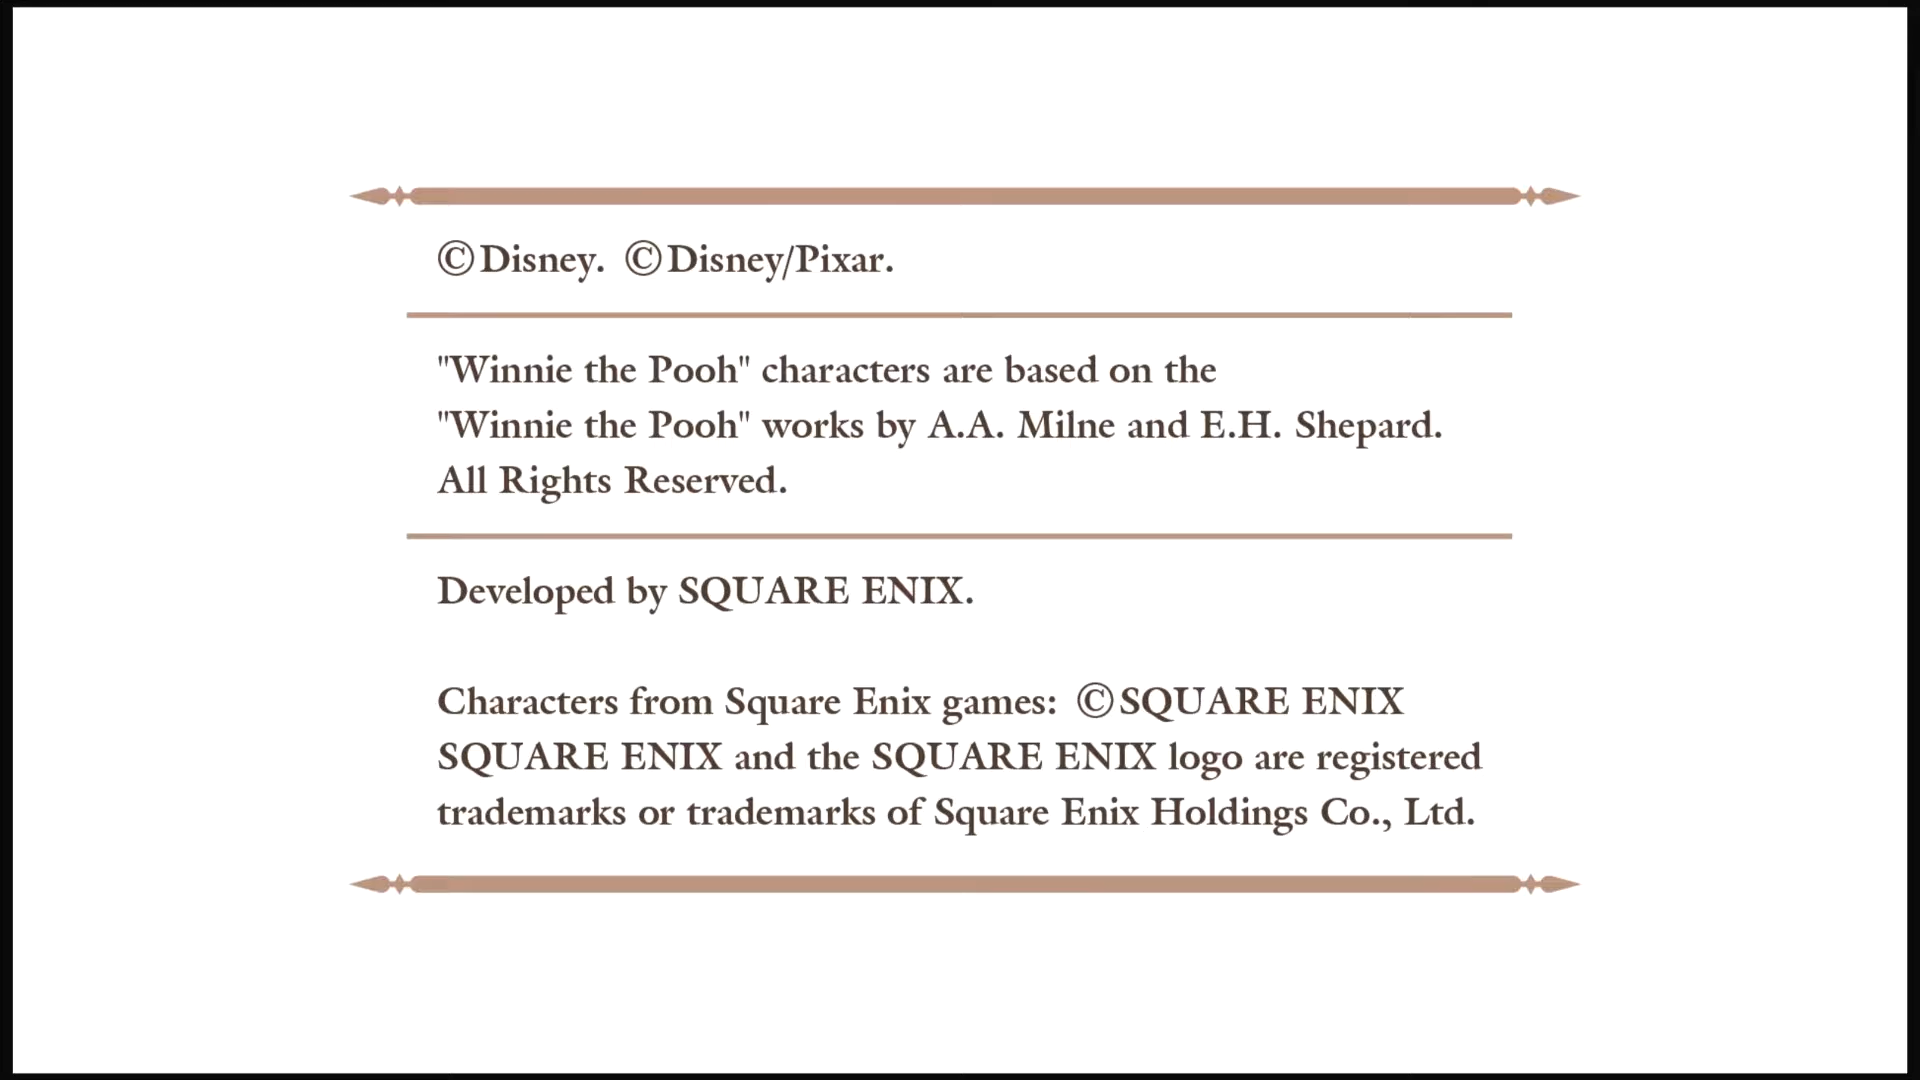 ©Disney. ©Disney/Pixar.
"Winnie the Pooh" characters are based on the
"Winnie the Pooh" works by A.A. Milne and E.H. Shepard.
All Rights Reserved.
Developed by SQUARE ENIX.
Characters from Square Enix games: ©SQUARE ENIX
SQUARE ENIX and the SQUARE ENIX logo are registered
trademarks or trademarks of Square Enix Holdings Co., Ltd.